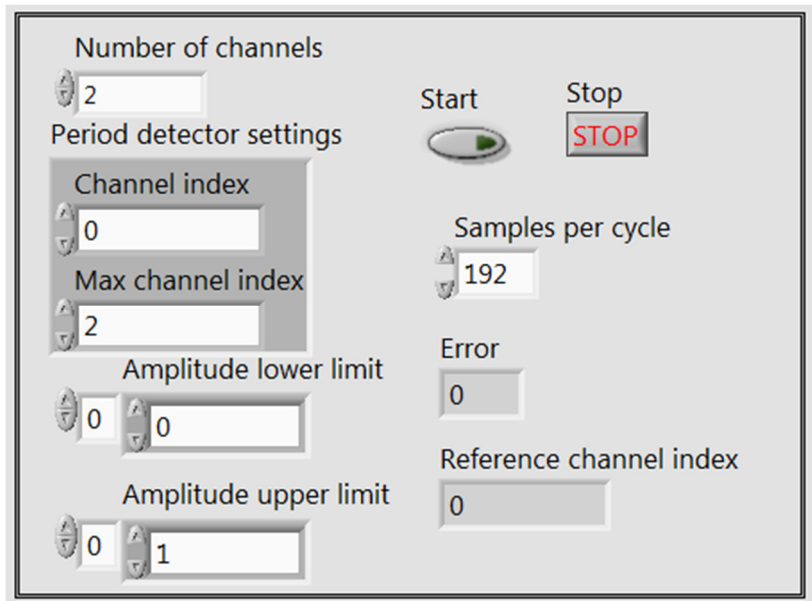 Number of channels
2
Period detector settings
Channel index
0
Max channel index
2
Amplitude lower limit
0 0
Amplitude upper limit
0 1
Start
Stop
STOP
Samples per cycle
192
Error
0
Reference channel index
0